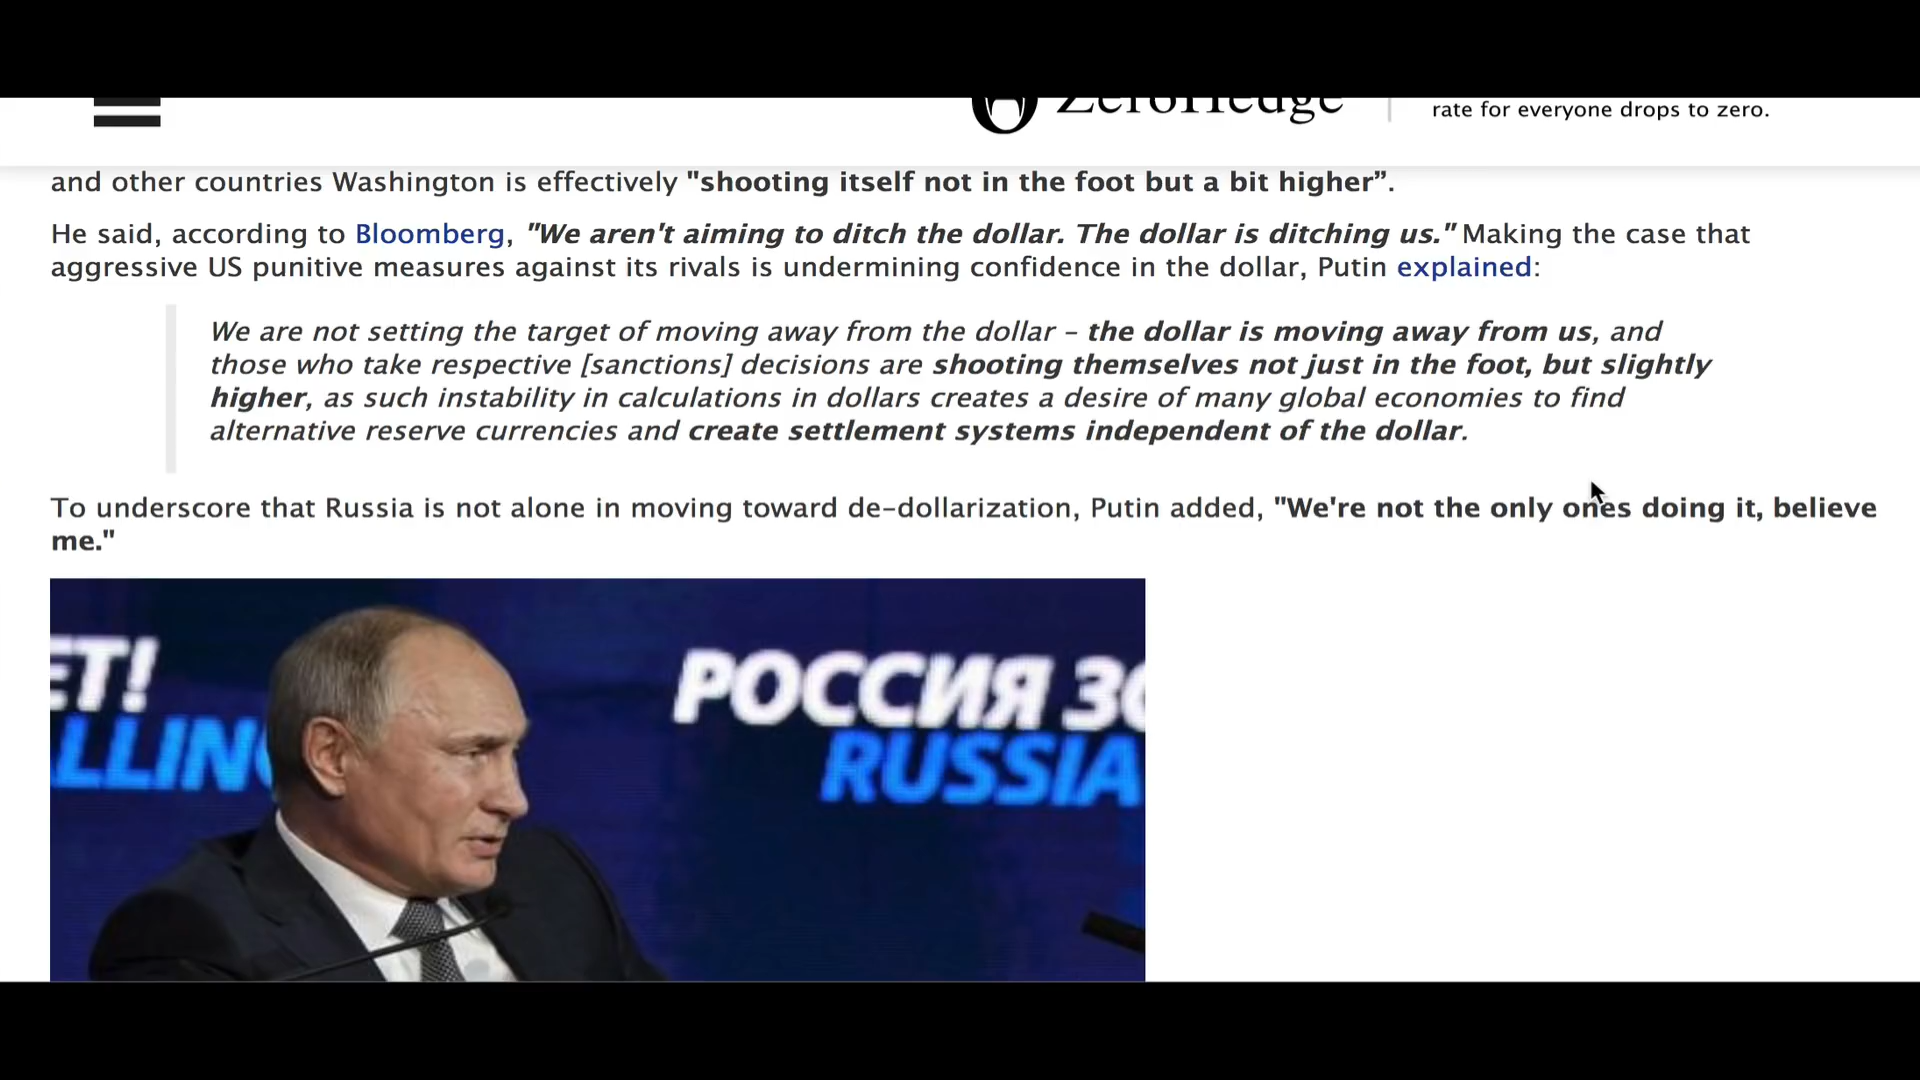 ZeroHedge
rate for everyone drops to zero.
and other countries Washington is effectively "shooting itself not in the foot but a bit higher”.
He said, according to Bloomberg, "We aren't aiming to ditch the dollar. The dollar is ditching us." Making the case that
aggressive US punitive measures against its rivals is undermining confidence in the dollar, Putin explained:
We are not setting the target of moving away from the dollar – the dollar is moving away from us, and
those who take respective [sanctions] decisions are shooting themselves not just in the foot, but slightly
higher, as such instability in calculations in dollars creates a desire of many global economies to find
alternative reserve currencies and create settlement systems independent of the dollar.
To underscore that Russia is not alone in moving toward de-dollarization, Putin added, "We're not the only ones doing it, believe
me."
ЕТ!
LLING
РОССИЯ ЗО
RUSSIA